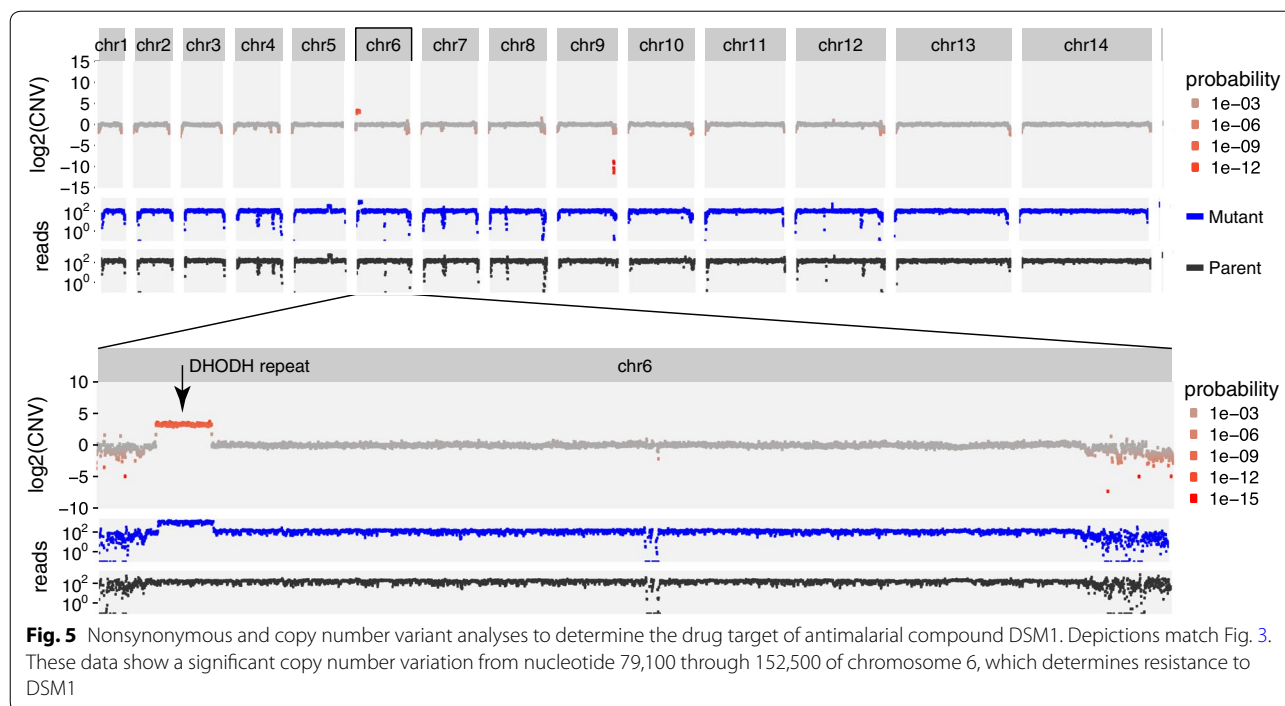 chr1 chr2 chr3 chr4 chr5 chr6 chr7 chr8 chr9 chr10 chr11 chr12 chr13 chr14
log2(CNV)
15
10
5
0
−5
−10
−15
probability
1e−03
1e−06
1e−09
1e−12
reads
10²
10⁰
10²
10⁰
Mutant
Parent
DHODH repeat
chr6
log2(CNV)
10
5
0
−5
−10
probability
1e−03
1e−06
1e−09
1e−12
1e−15
reads
10²
10⁰
10²
10⁰
Fig. 5 Nonsynonymous and copy number variant analyses to determine the drug target of antimalarial compound DSM1. Depictions match Fig. 3.
These data show a significant copy number variation from nucleotide 79,100 through 152,500 of chromosome 6, which determines resistance to
DSM1